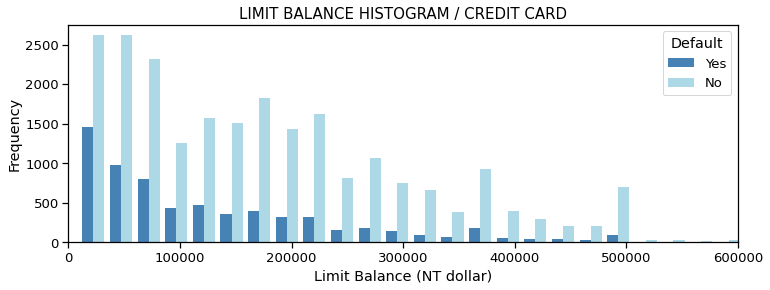 LIMIT BALANCE HISTOGRAM / CREDIT CARD
Default
Yes
No
Frequency
2500
2000
1500
1000
500
0
0 100000 200000 300000 400000 500000 600000
Limit Balance (NT dollar)